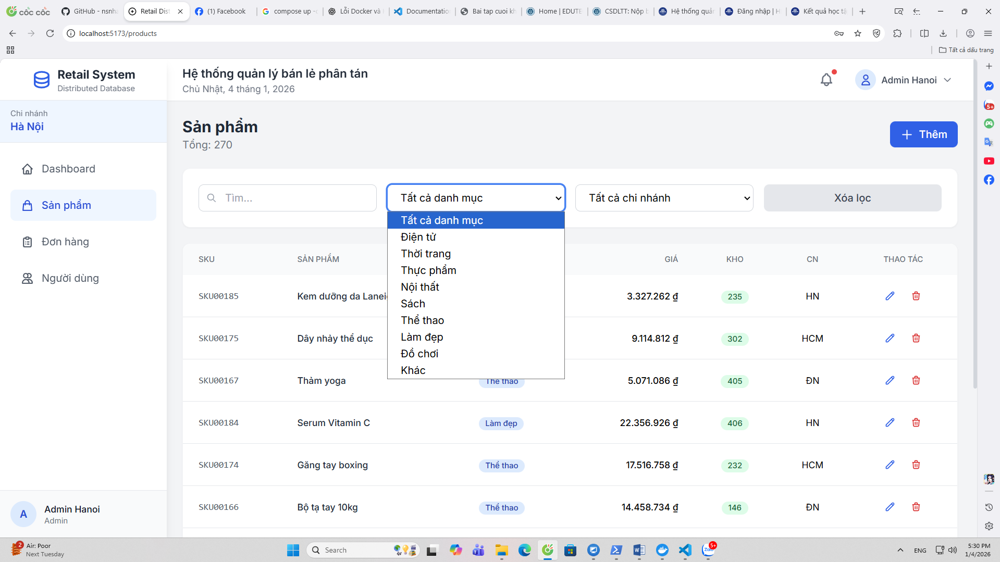 cốc cốc
GitHub - nsnha
Retail Dist
(1) Facebook
compose up -c
Lỗi Docker và
Documentation
Bai tap cuoi kh
Home | EDUTE
CSDLTT: Nộp b
Hệ thống quản
Đăng nhập | H
Kết quả học tậ
localhost:5173/products
Tất cả dấu trang
Retail System
Distributed Database
Hệ thống quản lý bán lẻ phân tán
Chủ Nhật, 4 tháng 1, 2026
Admin Hanoi
5+
Chi nhánh
Hà Nội
Dashboard
Sản phẩm
Đơn hàng
Người dùng
Sản phẩm
Tổng: 270
Thêm
Tìm...
Tất cả danh mục
Tất cả chi nhánh
Xóa lọc
Tất cả danh mục
Điện tử
Thời trang
Thực phẩm
Nội thất
Sách
Thể thao
Làm đẹp
Đồ chơi
Khác
SKU SẢN PHẨM GIÁ KHO CN THAO TÁC
SKU00185 Kem dưỡng da Laneig 3.327.262 ₫ 235 HN
SKU00175 Dây nhảy thể dục 9.114.812 ₫ 302 HCM
SKU00167 Thảm yoga Thể thao 5.071.086 ₫ 405 ĐN
SKU00184 Serum Vitamin C Làm đẹp 22.356.926 ₫ 406 HN
SKU00174 Găng tay boxing Thể thao 17.516.758 ₫ 232 HCM
SKU00166 Bộ tạ tay 10kg Thể thao 14.458.734 ₫ 146 ĐN
A
Admin Hanoi
Admin
2
Air: Poor
Next Tuesday
Search
Zalo
5+
ENG
5:30 PM
1/4/2026